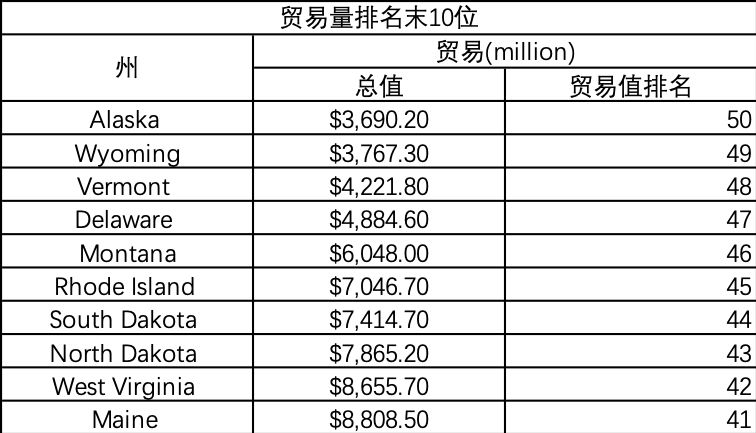 贸易量排名末10位
州 贸易(million)
总值 贸易值排名
Alaska $3,690.20 50
Wyoming $3,767.30 49
Vermont $4,221.80 48
Delaware $4,884.60 47
Montana $6,048.00 46
Rhode Island $7,046.70 45
South Dakota $7,414.70 44
North Dakota $7,865.20 43
West Virginia $8,655.70 42
Maine $8,808.50 41